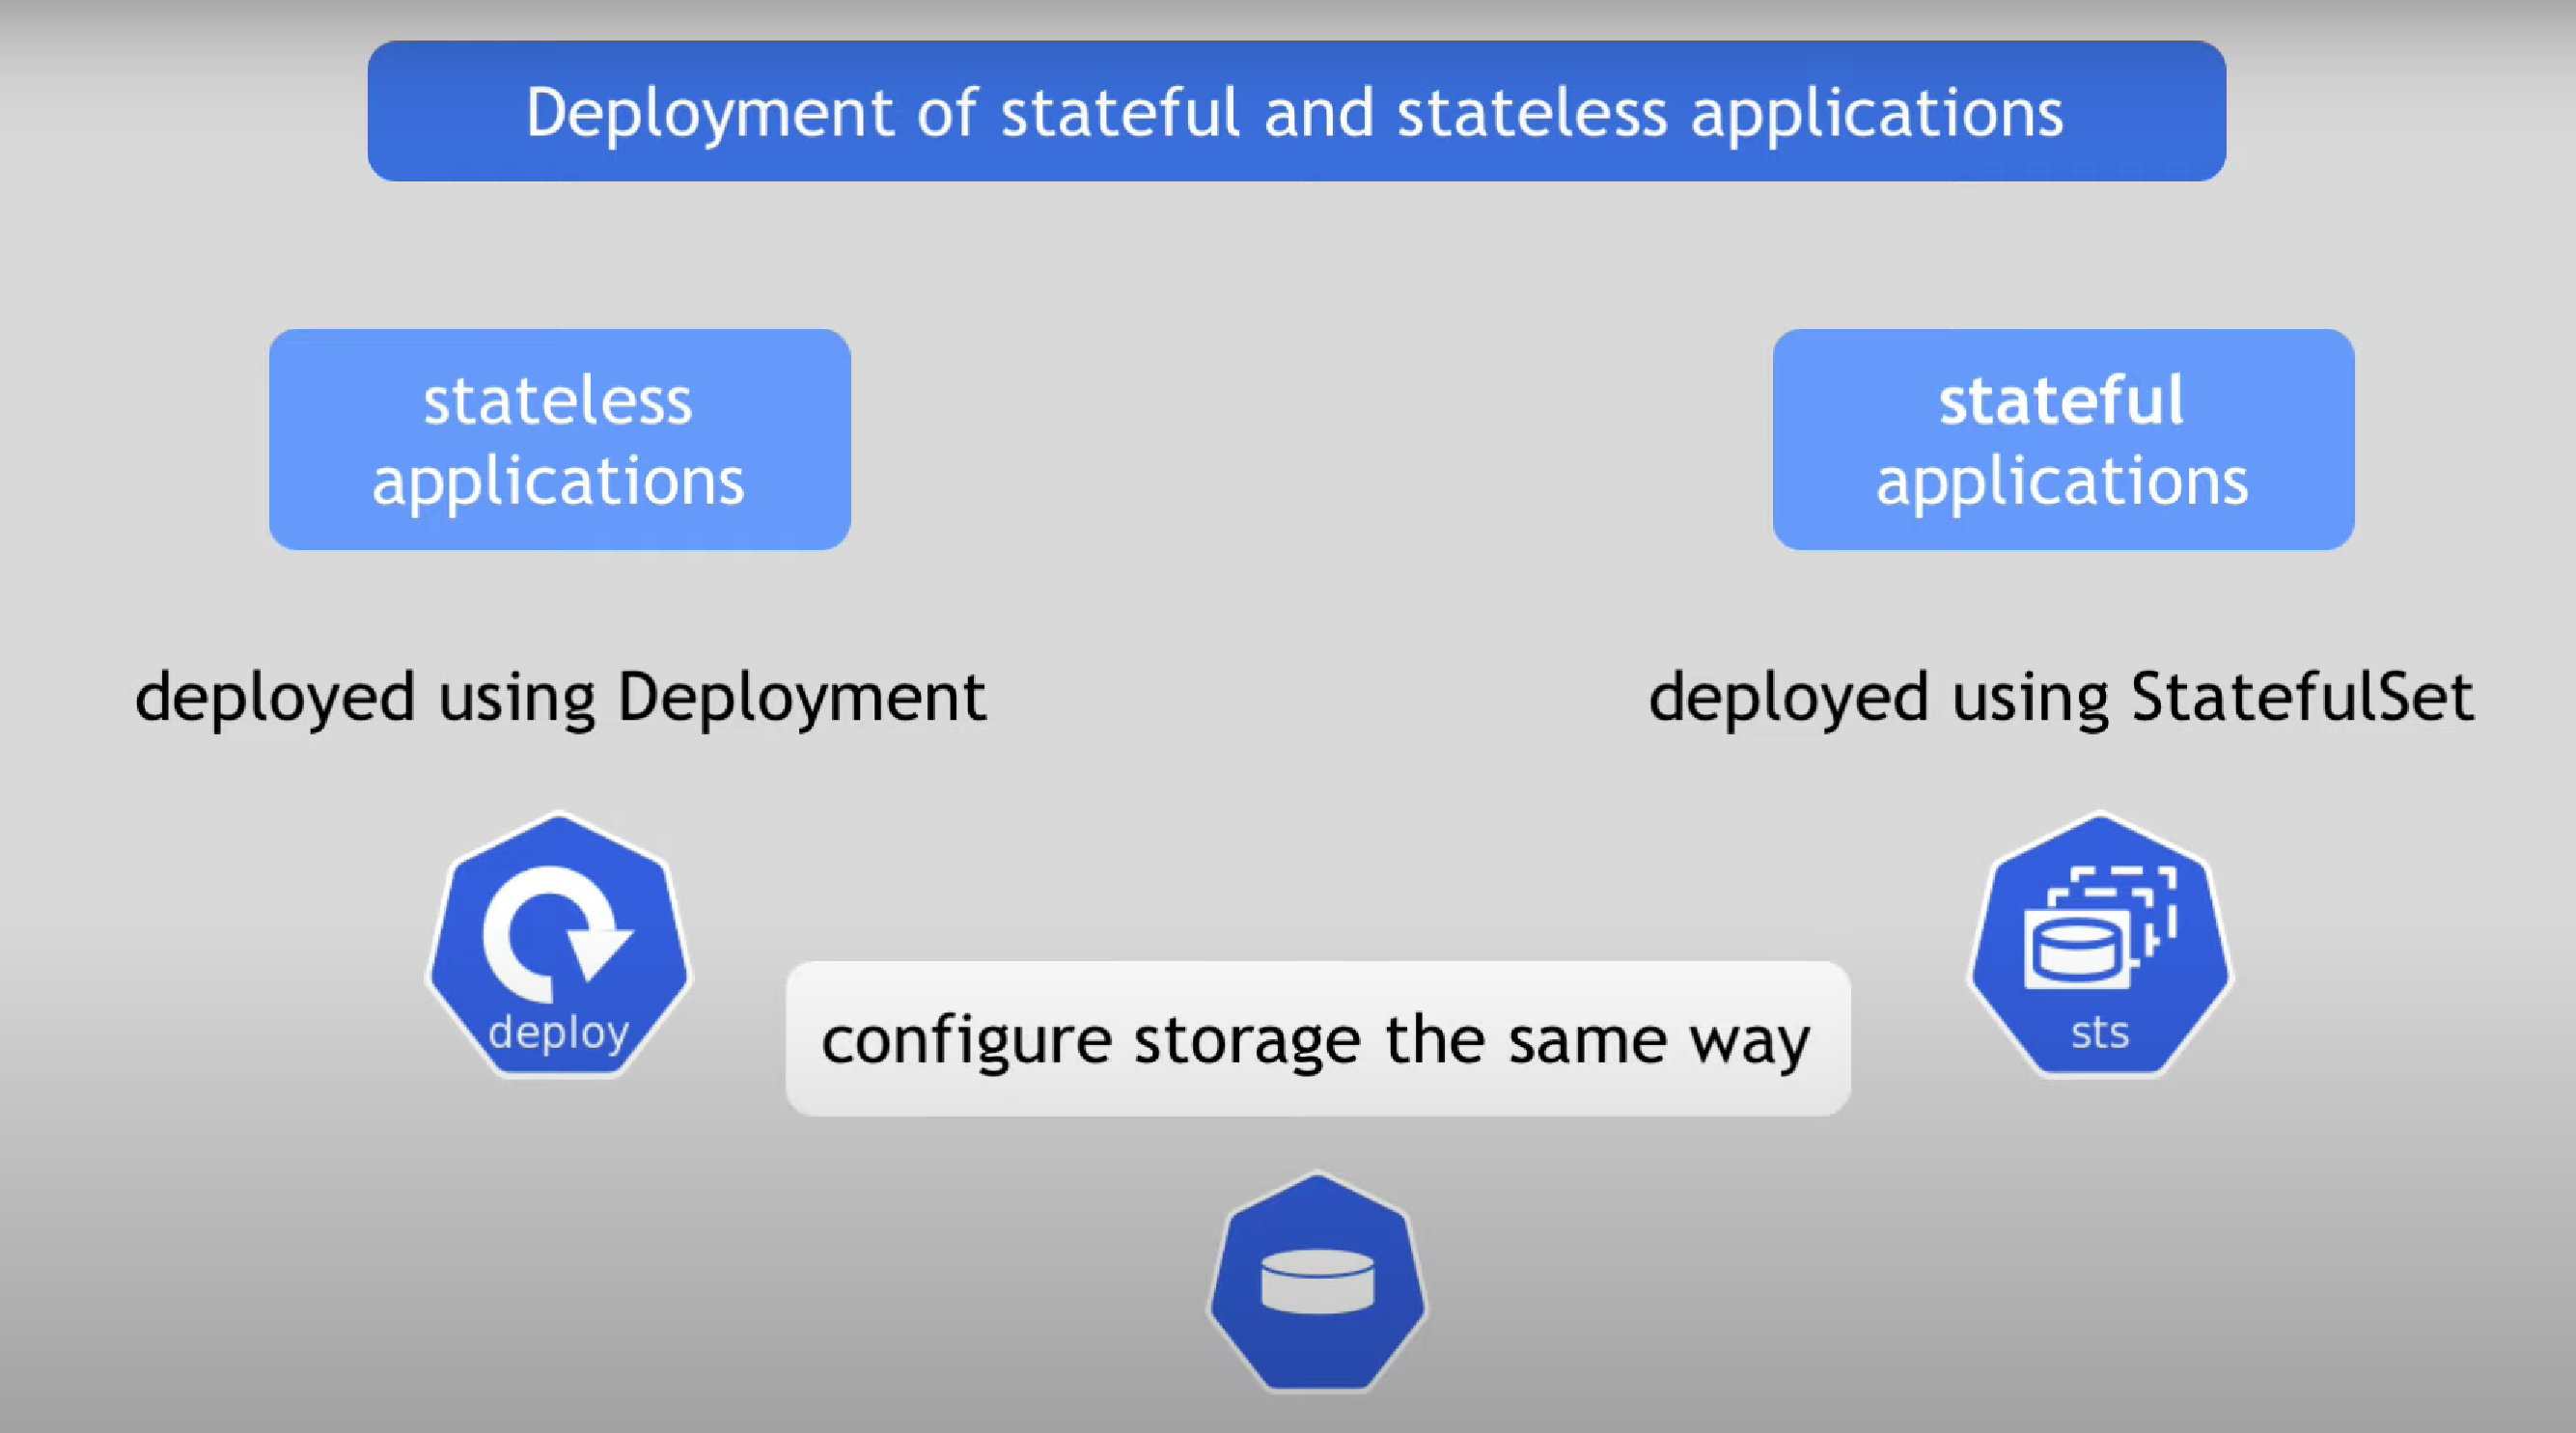 Deployment of stateful and stateless applications
stateless
applications
stateful
applications
deployed using Deployment
deployed using StatefulSet
deploy
sts
configure storage the same way